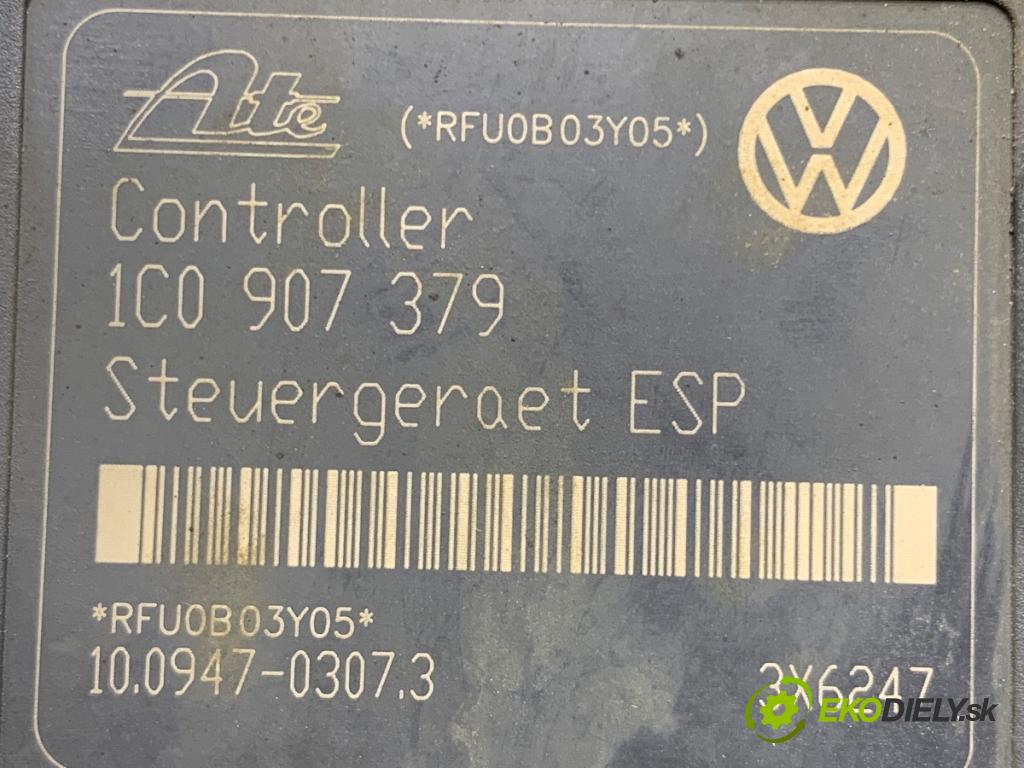 Ate (*RFU0B03Y05*)
Controller
1C0 907 379
Steuergeraet ESP
*RFU0B03Y05*
10.0947-0307.3 3X6247
EKODIELY.sk